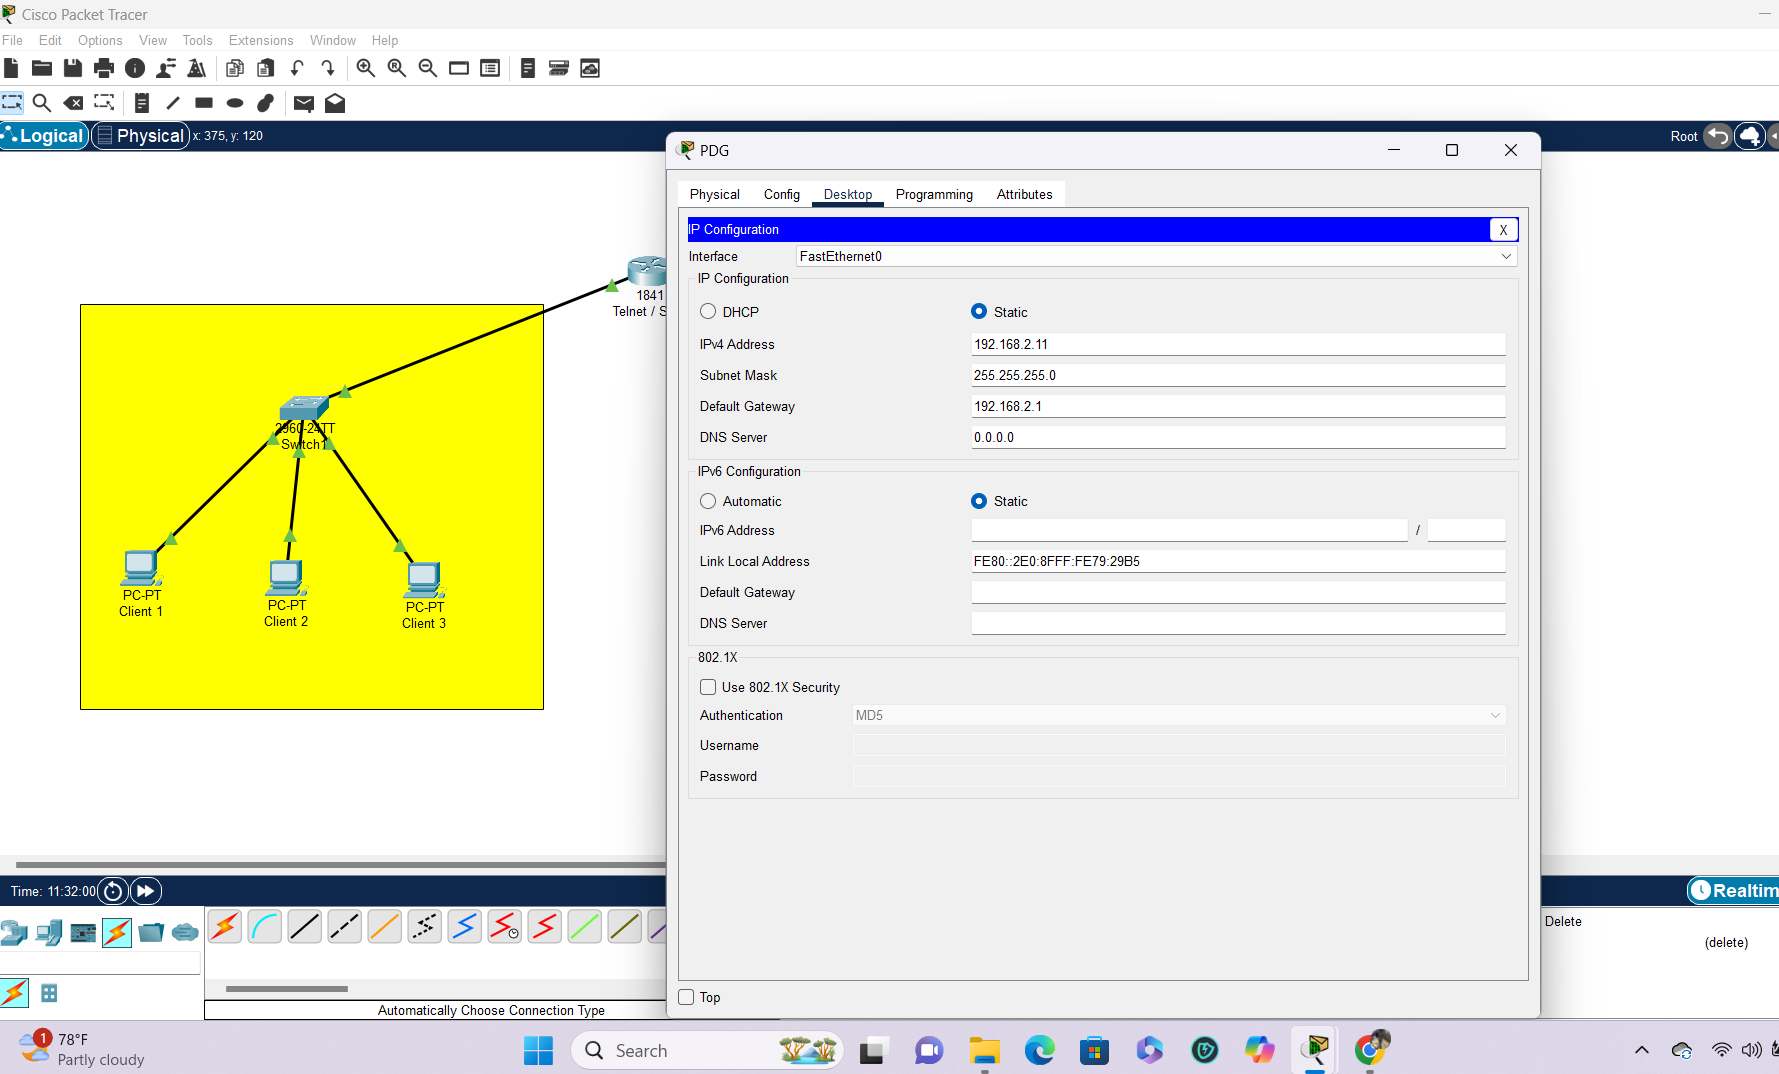 Cisco Packet Tracer
File Edit Options View Tools Extensions Window Help
Logical Physical x: 375, y: 120
Root
PDG
Physical Config Desktop Programming Attributes
IP Configuration X
Interface FastEthernet0
IP Configuration
DHCP Static
IPv4 Address 192.168.2.11
Subnet Mask 255.255.255.0
Default Gateway 192.168.2.1
DNS Server 0.0.0.0
IPv6 Configuration
Automatic Static
IPv6 Address /
Link Local Address FE80::2E0:8FFF:FE79:29B5
Default Gateway
DNS Server
802.1X
Use 802.1X Security
Authentication MD5
Username
Password
Top
1841
Telnet / S
2960-24TT
Switch1
PC-PT
Client 1
PC-PT
Client 2
PC-PT
Client 3
Time: 11:32:00
Realtim
Delete
(delete)
Automatically Choose Connection Type
1
78°F
Partly cloudy
Search